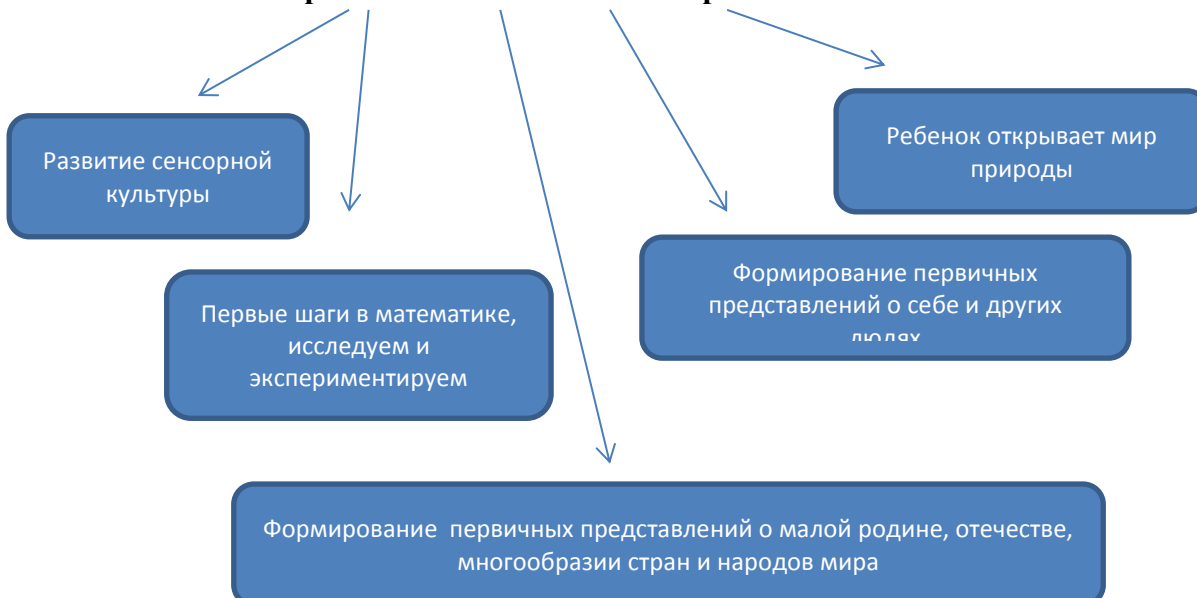 Развитие сенсорной
культуры
Ребенок открывает мир
природы
Первые шаги в математике,
исследуем и
экспериментируем
Формирование первичных
представлений о себе и других
людях
Формирование  первичных представлений о малой родине, отечестве,
многообразии стран и народов мира